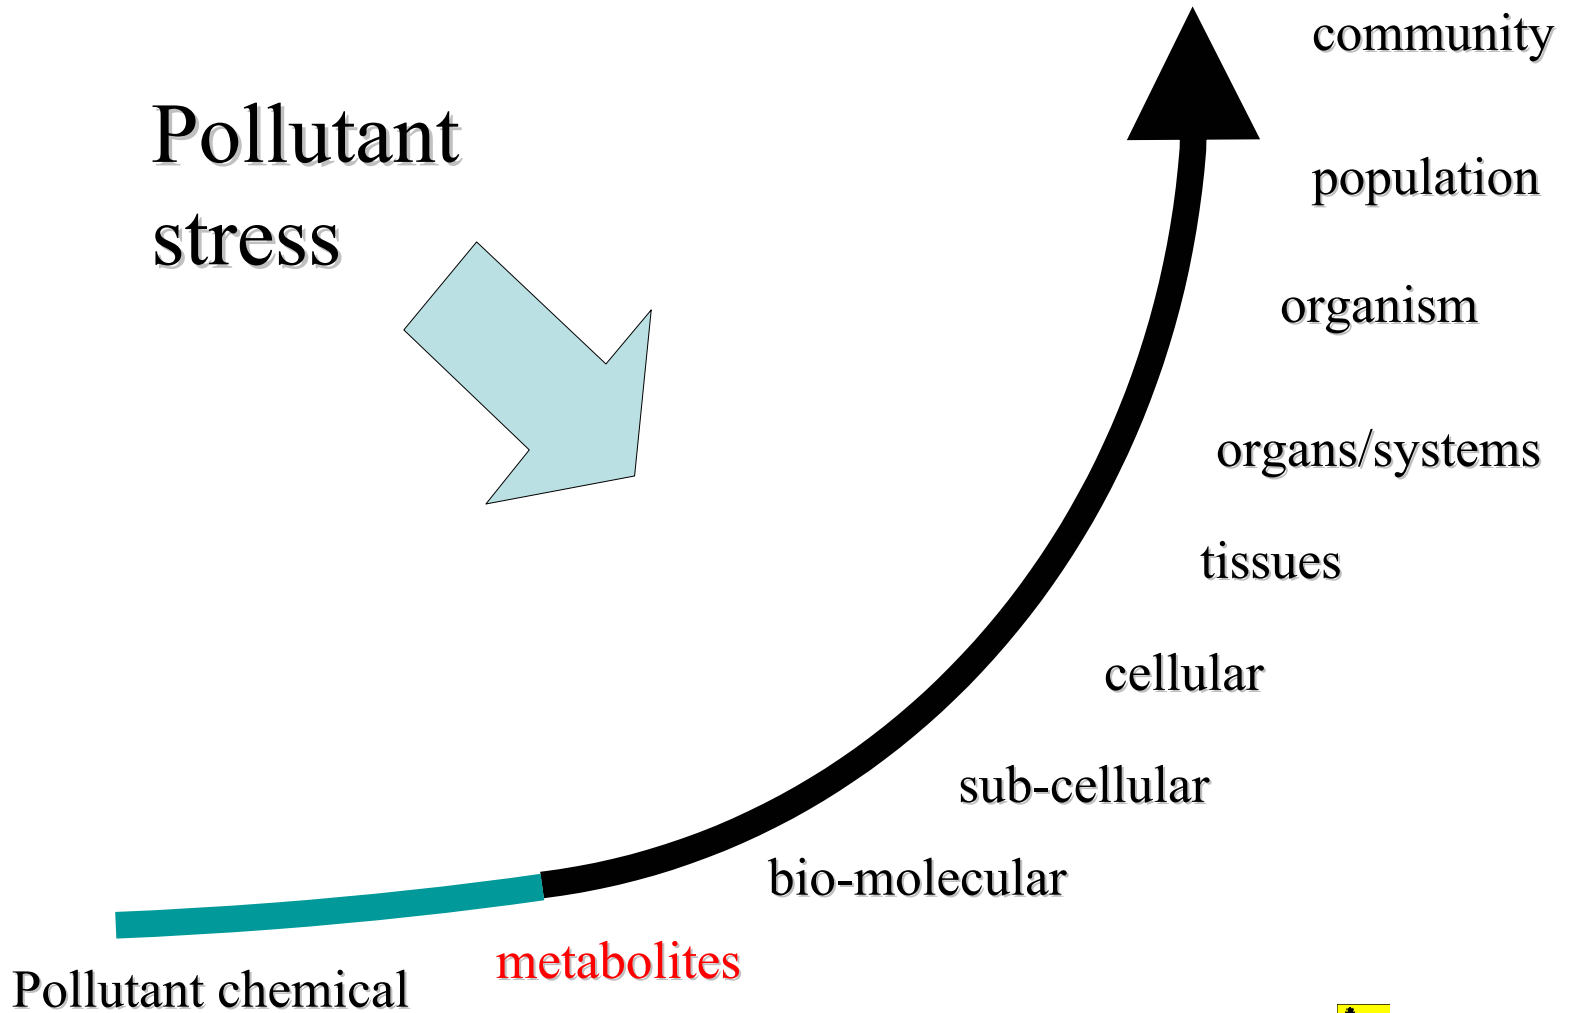 Pollutant
stress
community
population
organism
organs/systems
tissues
cellular
sub-cellular
bio-molecular
metabolites
Pollutant chemical